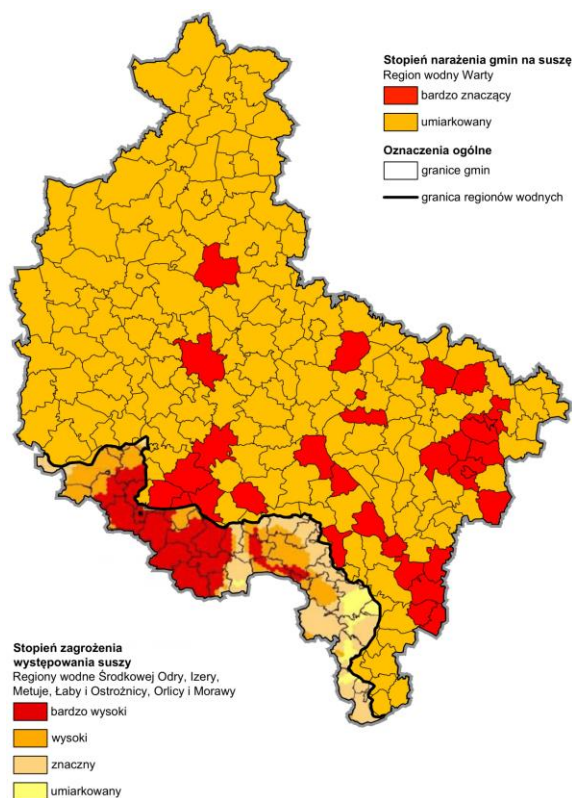 Stopień narażenia gmin na suszę
Region wodny Warty
bardzo znaczący
umiarkowany
Oznaczenia ogólne
granice gmin
granica regionów wodnych
Stopień zagrożenia
występowania suszy
Regiony wodne Środkowej Odry, Izery,
Metuje, Łaby i Ostrożnicy, Orlicy i Morawy
bardzo wysoki
wysoki
znaczny
umiarkowany